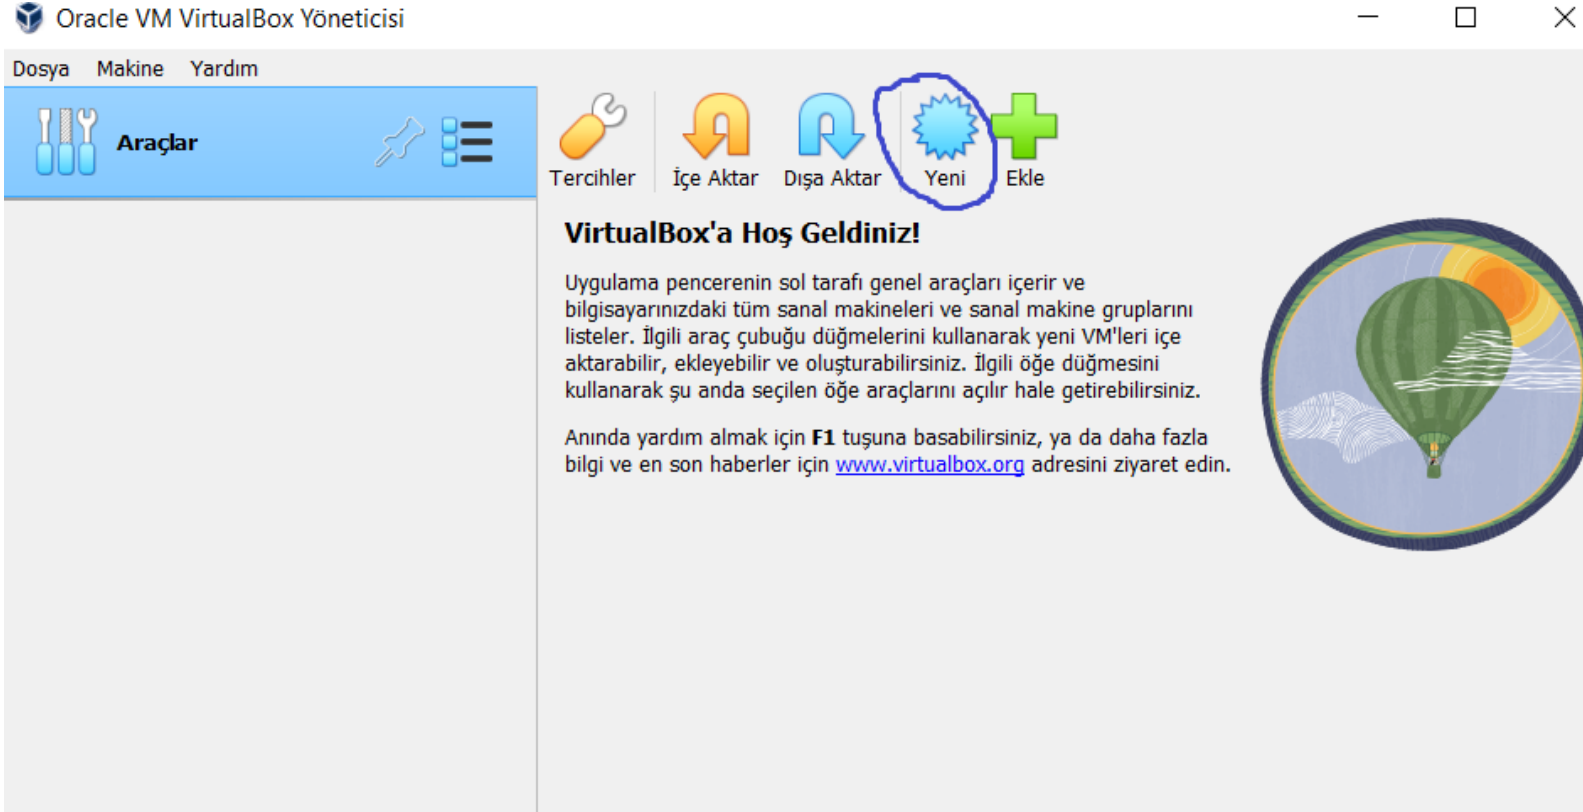 Oracle VM VirtualBox Yöneticisi
Dosya Makine Yardım
Araçlar
Tercihler İçe Aktar Dışa Aktar Yeni Ekle
VirtualBox'a Hoş Geldiniz!
Uygulama pencerenin sol tarafı genel araçları içerir ve
bilgisayarınızdaki tüm sanal makineleri ve sanal makine gruplarını
listeler. İlgili araç çubuğu düğmelerini kullanarak yeni VM'leri içe
aktarabilir, ekleyebilir ve oluşturabilirsiniz. İlgili öğe düğmesini
kullanarak şu anda seçilen öğe araçlarını açılır hale getirebilirsiniz.
Anında yardım almak için F1 tuşuna basabilirsiniz, ya da daha fazla
bilgi ve en son haberler için www.virtualbox.org adresini ziyaret edin.